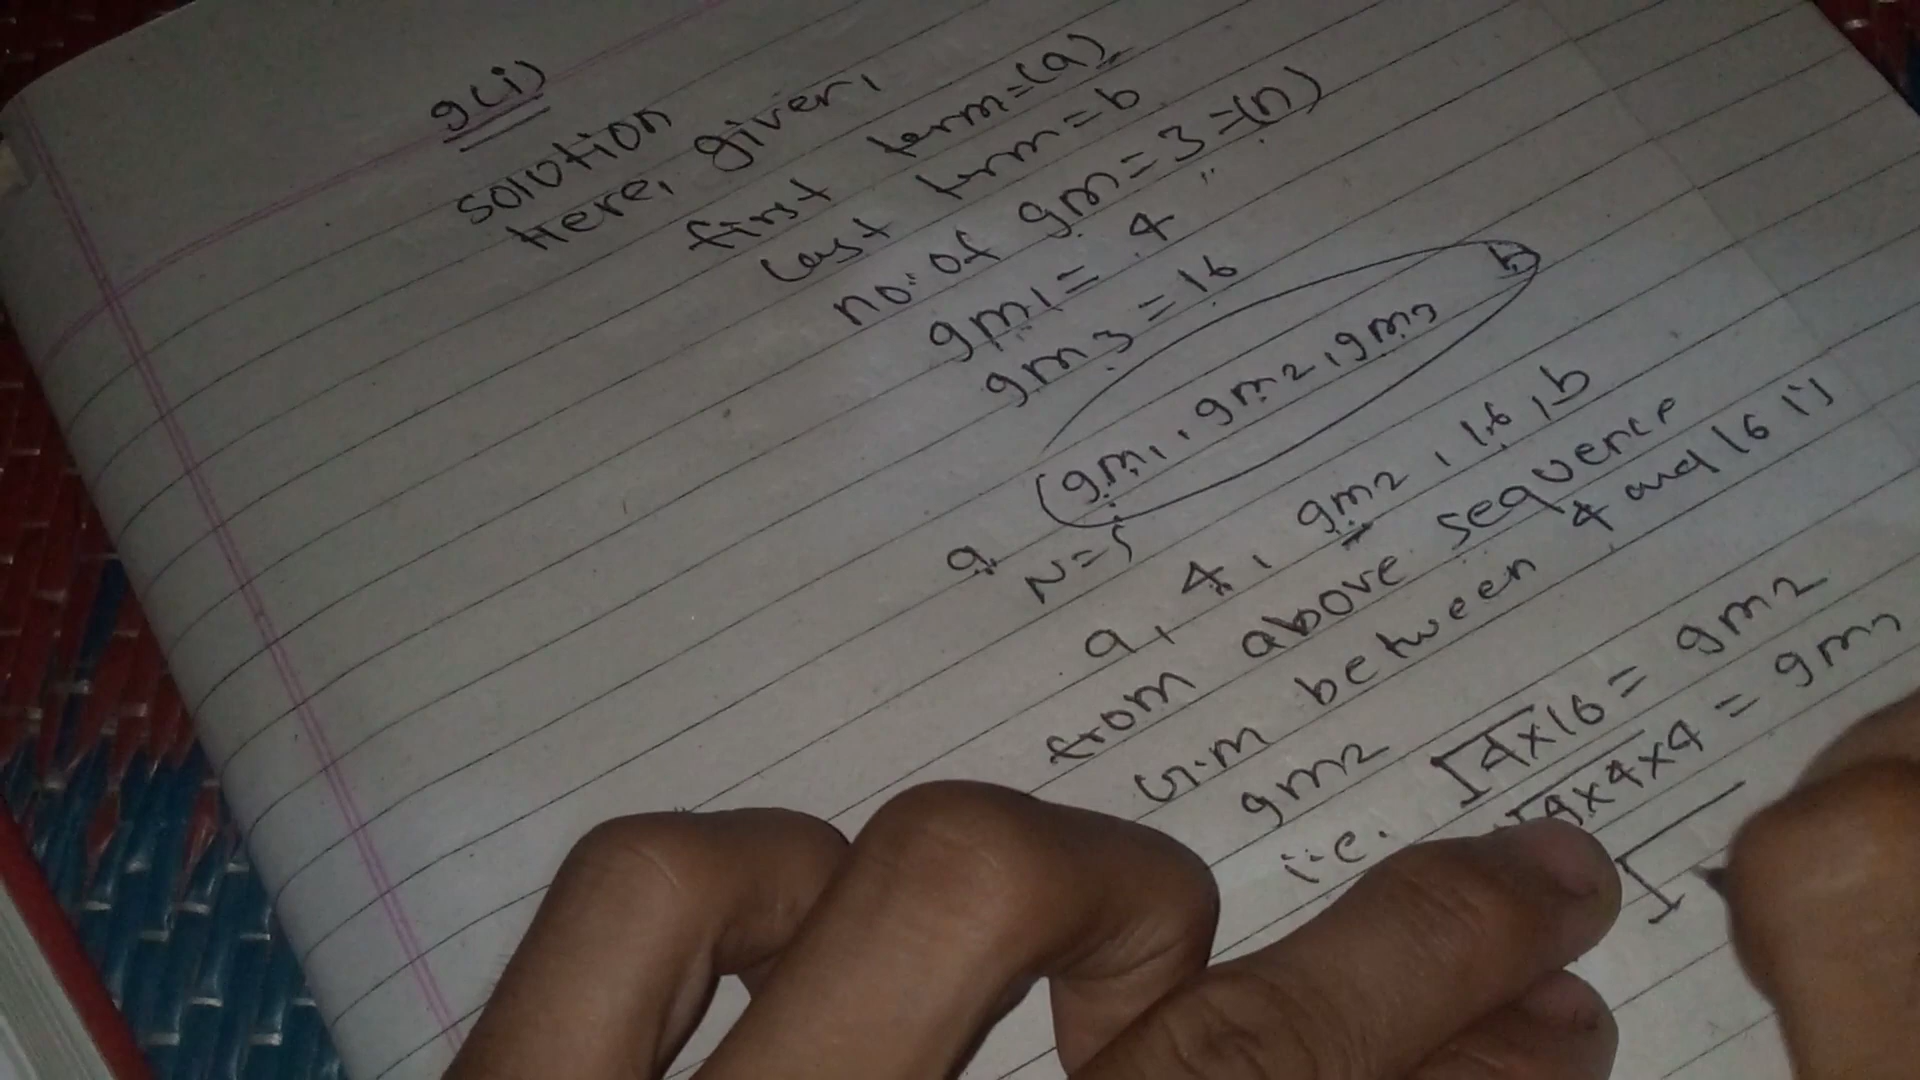 9(i)
solution
Here, given,
first term=(a)
last term = b
no. of gm = 3 =(n)
gm1 = 4
gm3 = 16
a (gm1, gm2, gm3 b
N=5
a, 4, gm2, 16, b
from above sequence
G.m between 4 and 16 is
gm2
i.e. √4×16 = gm2
√4×4×4 = gm2
√